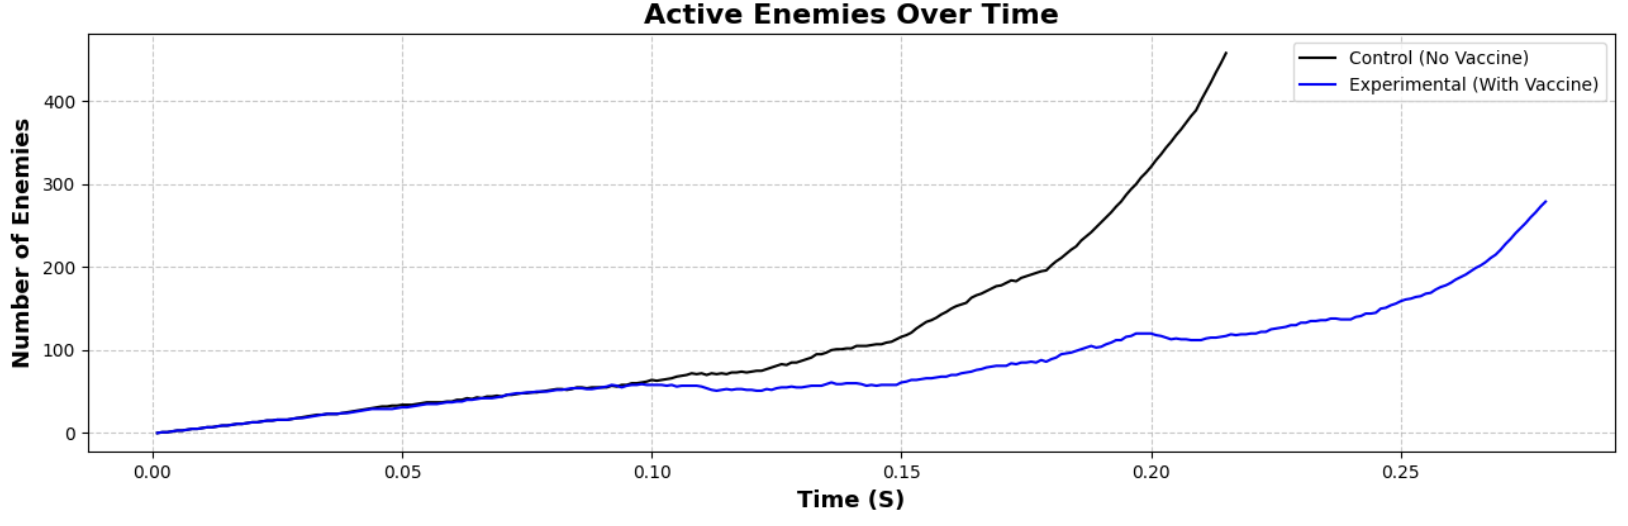 Active Enemies Over Time
Control (No Vaccine)
Experimental (With Vaccine)
Number of Enemies
400
300
200
100
0
0.00 0.05 0.10 0.15 0.20 0.25
Time (S)